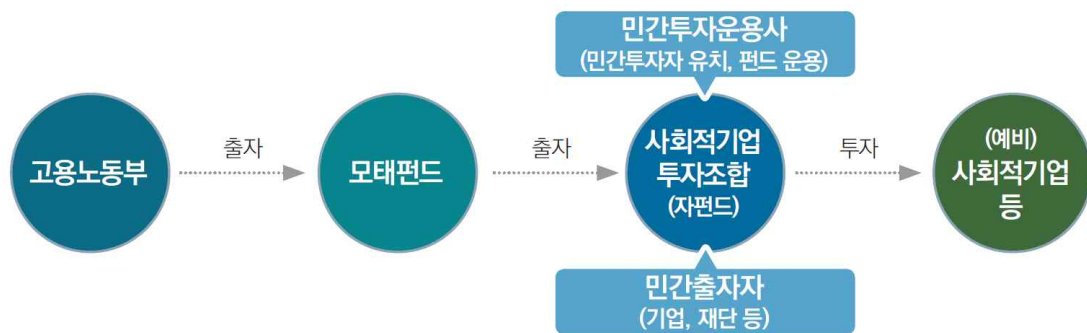 민간투자운용사
(민간투자자 유치, 펀드 운용)
고용노동부
출자
모태펀드
출자
사회적기업
투자조합
(자펀드)
투자
(예비)
사회적기업
등
민간출자자
(기업, 재단 등)